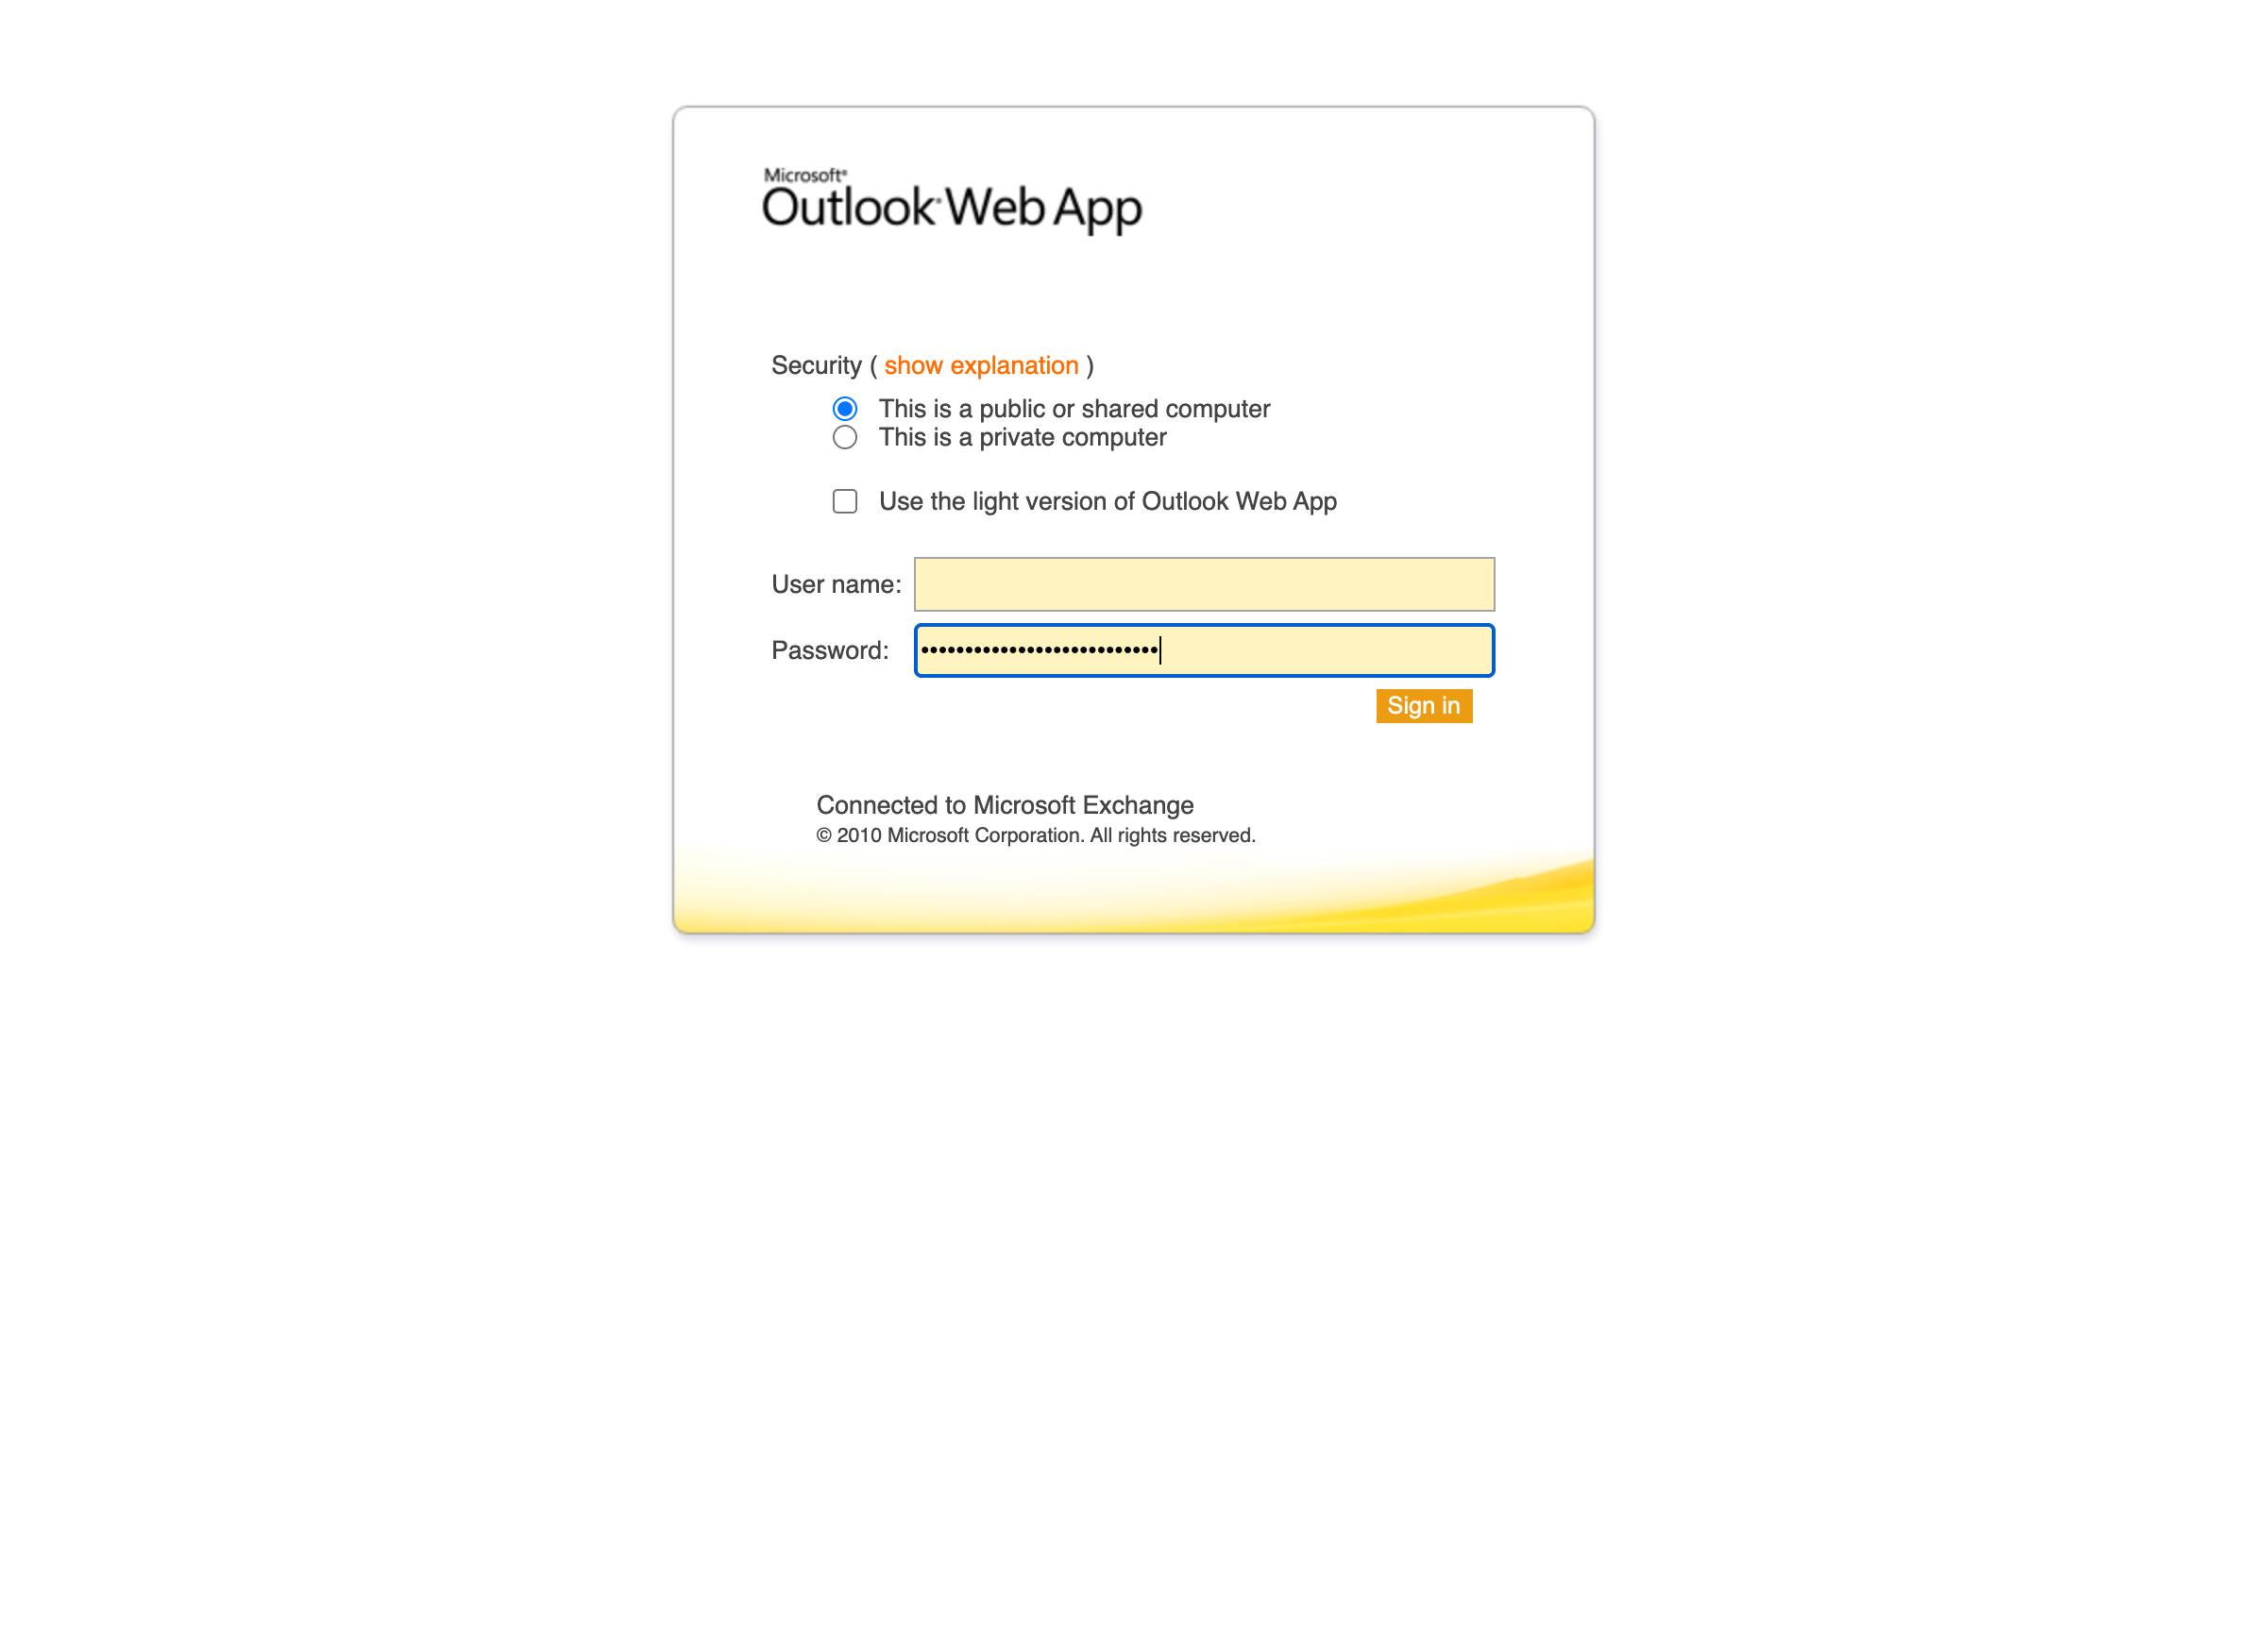 Microsoft®
Outlook® Web App
Security ( show explanation )
This is a public or shared computer
This is a private computer
Use the light version of Outlook Web App
User name:
Password: •••••••••••••••••••••••••••
Sign in
Connected to Microsoft Exchange
© 2010 Microsoft Corporation. All rights reserved.